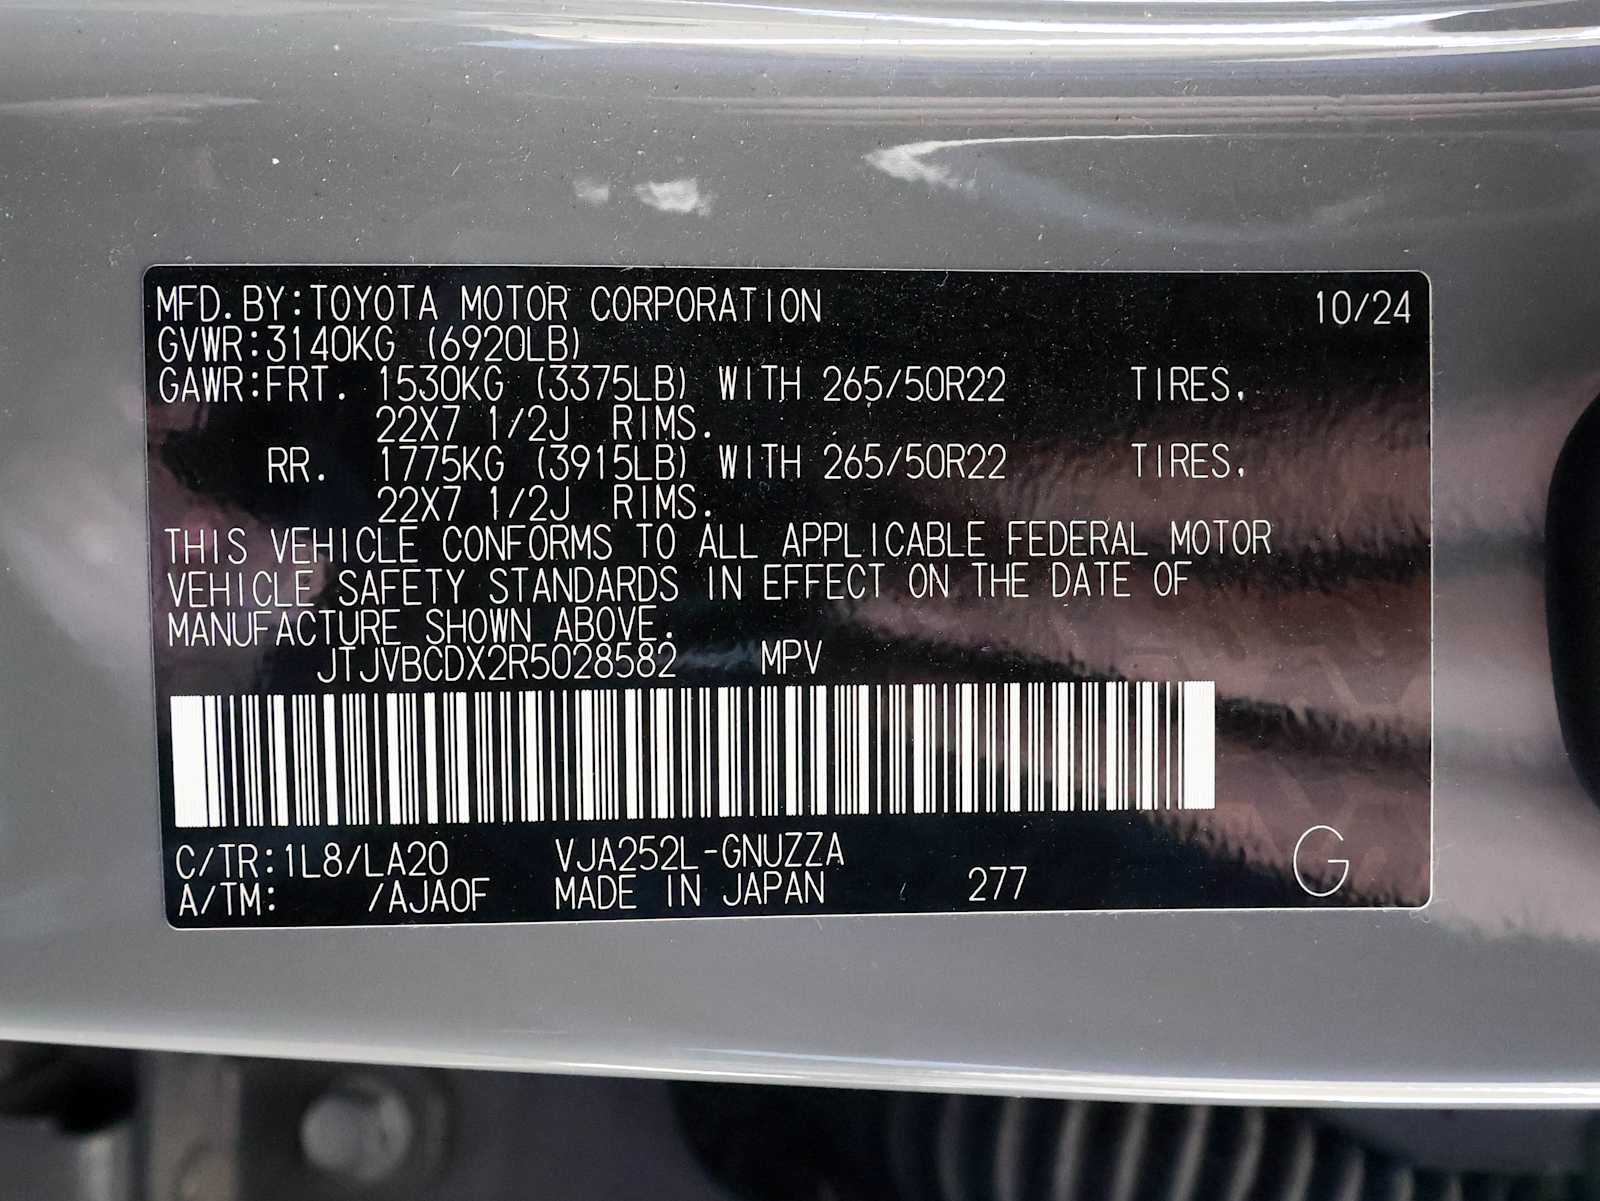 MFD.BY:TOYOTA MOTOR CORPORATION 10/24
GVWR:3140KG (6920LB)
GAWR:FRT. 1530KG (3375LB) WITH 265/50R22 TIRES,
22X7 1/2J RIMS.
RR. 1775KG (3915LB) WITH 265/50R22 TIRES,
22X7 1/2J RIMS.
THIS VEHICLE CONFORMS TO ALL APPLICABLE FEDERAL MOTOR
VEHICLE SAFETY STANDARDS IN EFFECT ON THE DATE OF
MANUFACTURE SHOWN ABOVE.
JTJVBCDX2R5028582 MPV
C/TR:1L8/LA20 VJA252L-GNUZZA
A/TM: /AJA0F MADE IN JAPAN 277 G